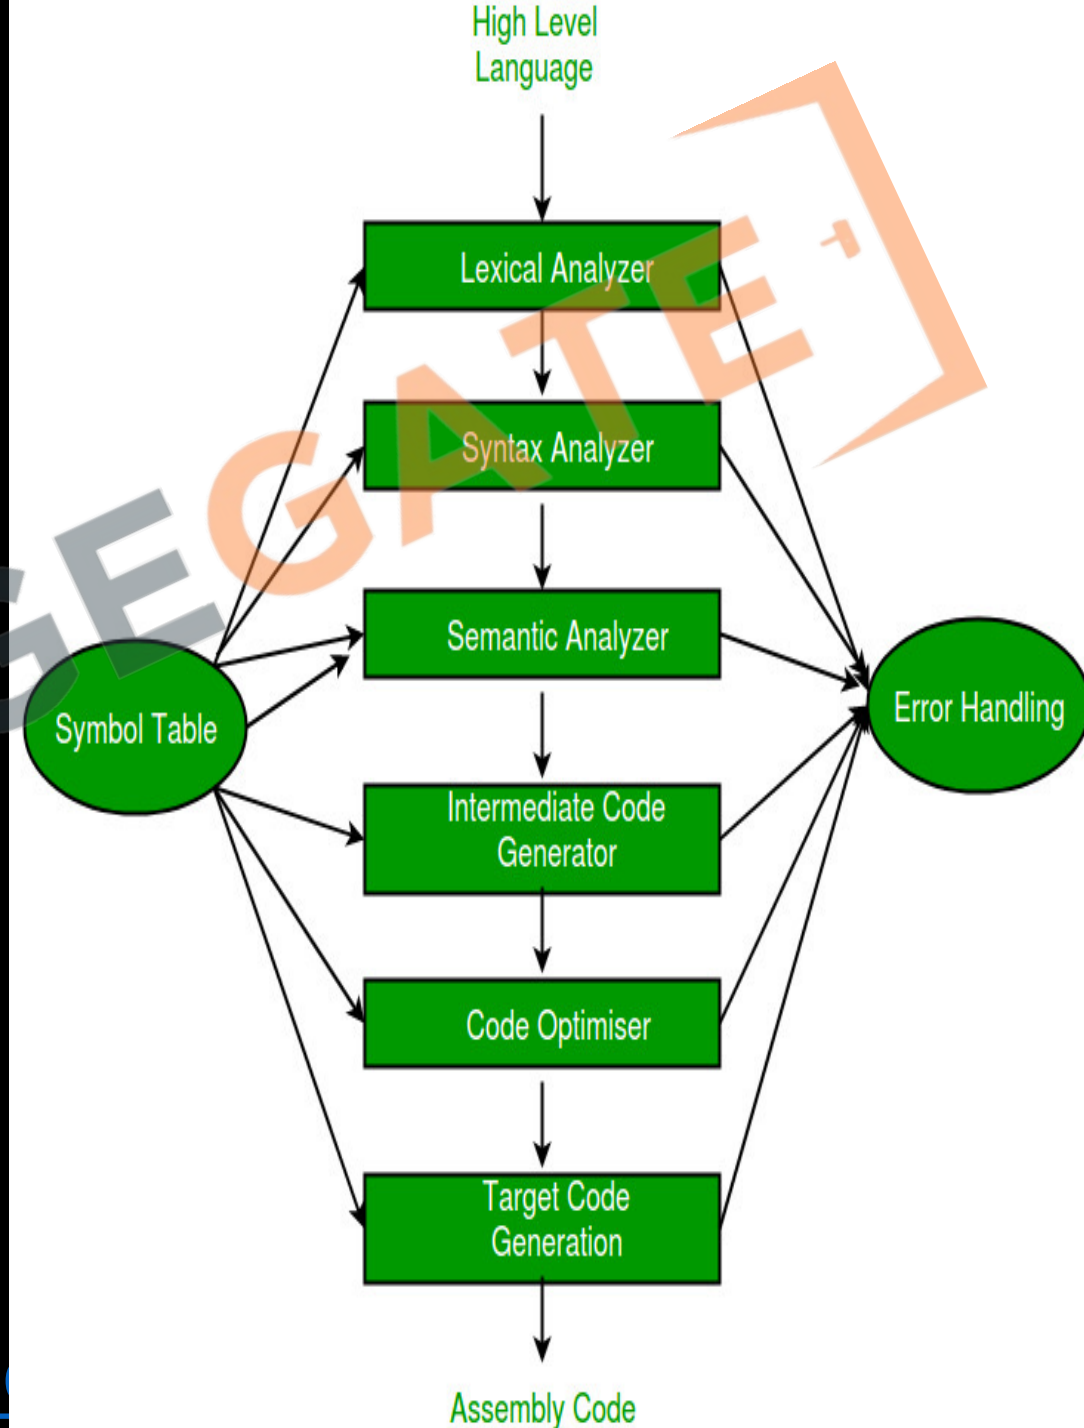 High Level
Language
Lexical Analyzer
Syntax Analyzer
Semantic Analyzer
Symbol Table
Error Handling
Intermediate Code
Generator
Code Optimiser
Target Code
Generation
Assembly Code
GEGATE